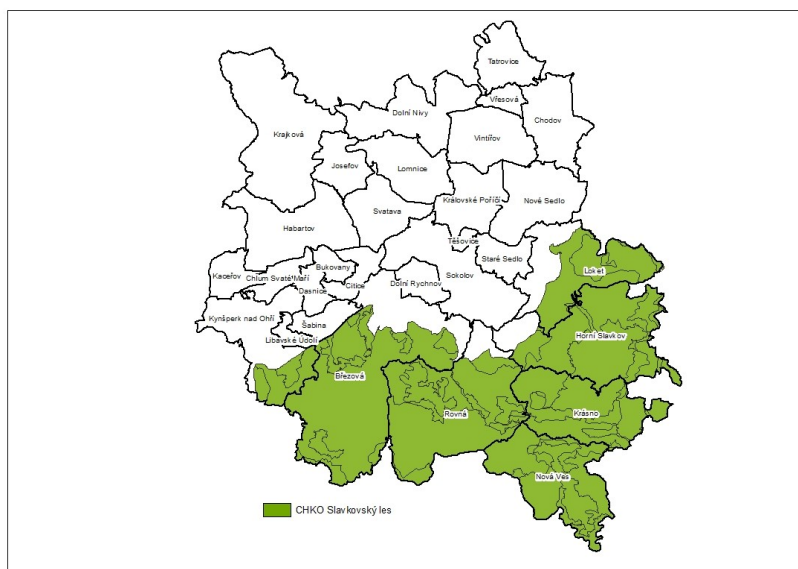 Tatrovice
Vřesová
Dolní Nivy
Chodov
Krajková
Vintířov
Josefov
Lomnice
Královské Poříčí
Nové Sedlo
Svatava
Habartov
Těšovice
Staré Sedlo
Bukovany
Loket
Kaceřov
Chlum Svaté Maří
Dolní Rychnov
Sokolov
Citice
Dasnice
Kynšperk nad Ohří
Šabina
Libavské Údolí
Horní Slavkov
Březová
Rovná
Krásno
Nová Ves
CHKO Slavkovský les